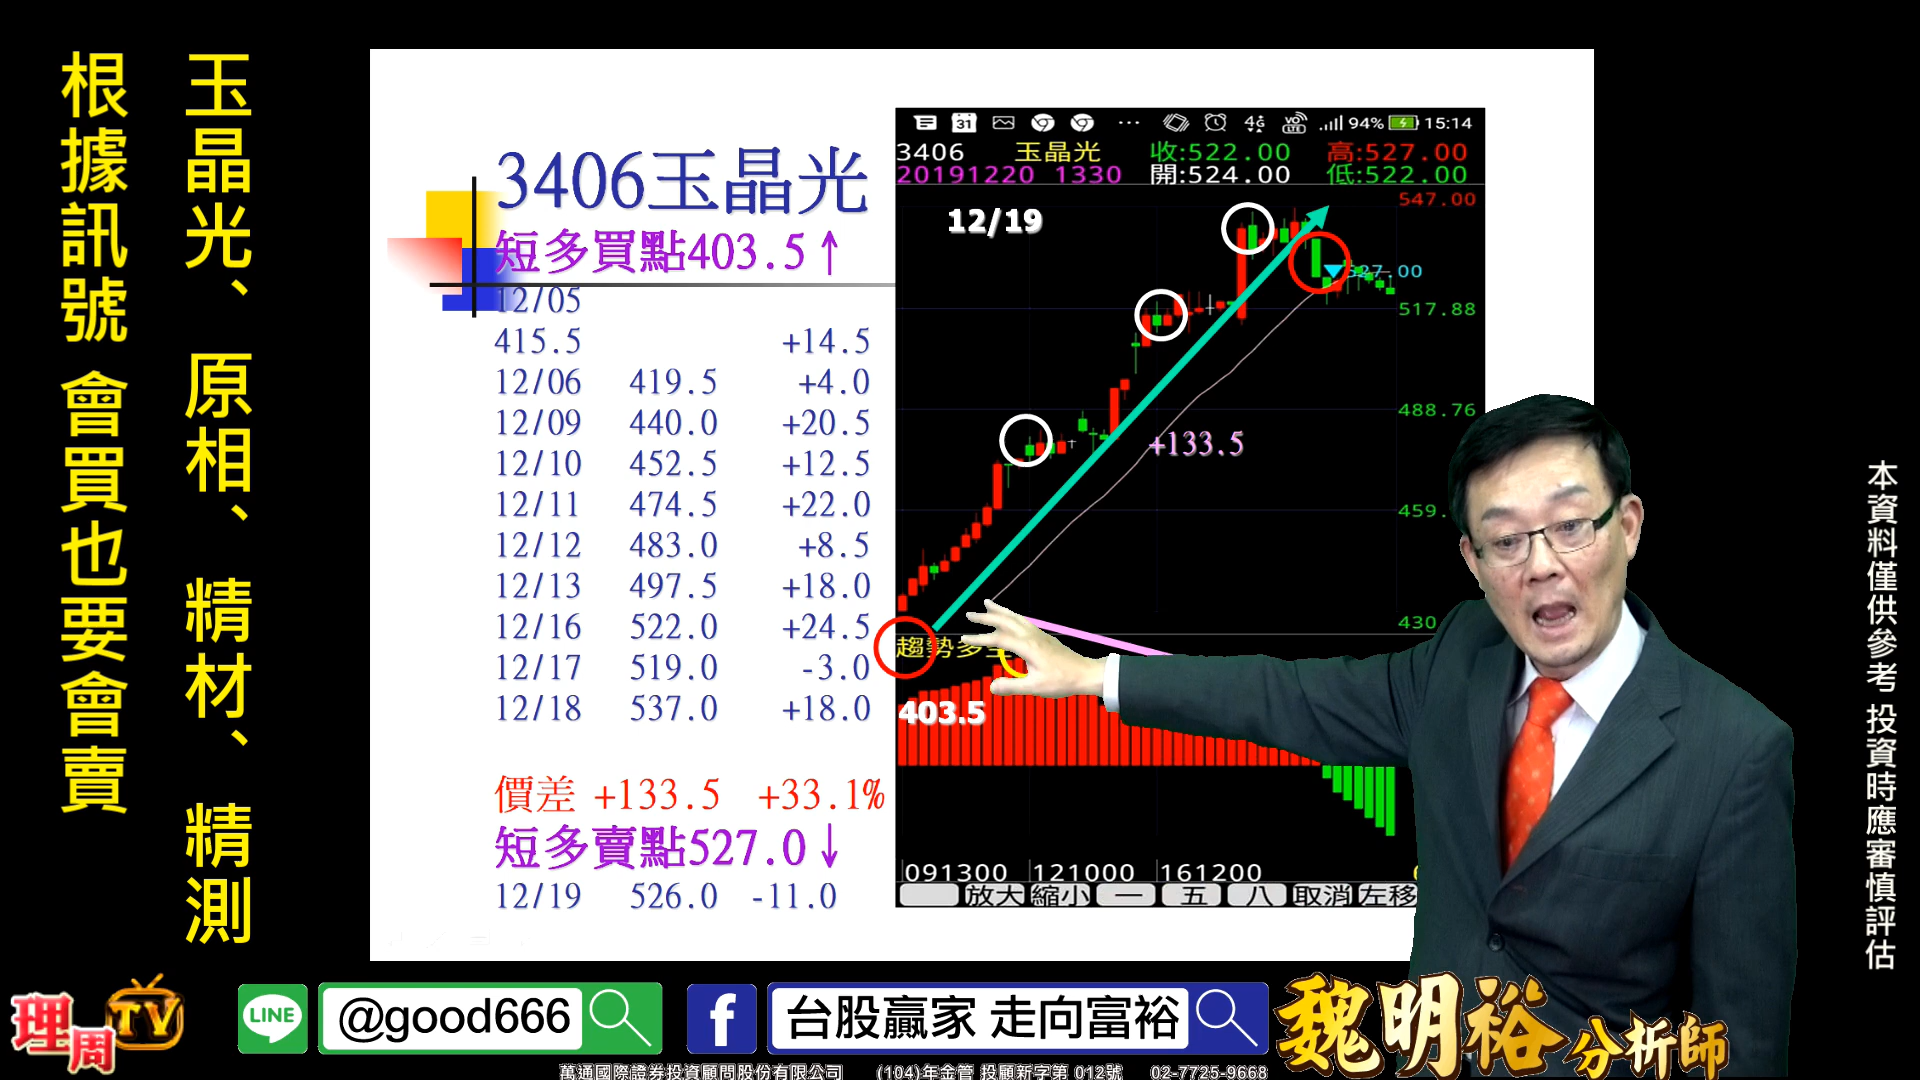 玉晶光、原相、精材、精測
根據訊號 會買也要會賣
3406玉晶光
短多買點403.5↑
12/05
415.5 +14.5
12/06 419.5 +4.0
12/09 440.0 +20.5
12/10 452.5 +12.5
12/11 474.5 +22.0
12/12 483.0 +8.5
12/13 497.5 +18.0
12/16 522.0 +24.5
12/17 519.0 -3.0
12/18 537.0 +18.0
價差 +133.5 +33.1%
短多賣點527.0↓
12/19 526.0 -11.0
31 ... 4G VO LTE 94% 15:14
3406 玉晶光 收:522.00 高:527.00
20191220 1330 開:524.00 低:522.00
547.00
12/19
527.00
517.88
488.76
+133.5
459.
430
趨勢多
403.5
091300 121000 161200
放大 縮小 一 五 八 取消 左移
本資料僅供參考 投資時應審慎評估
理周TV
LINE @good666
f 台股贏家 走向富裕
魏明裕分析師
萬通國際證券投資顧問股份有限公司 (104)年金管 投顧新字第 012號 02-7725-9668